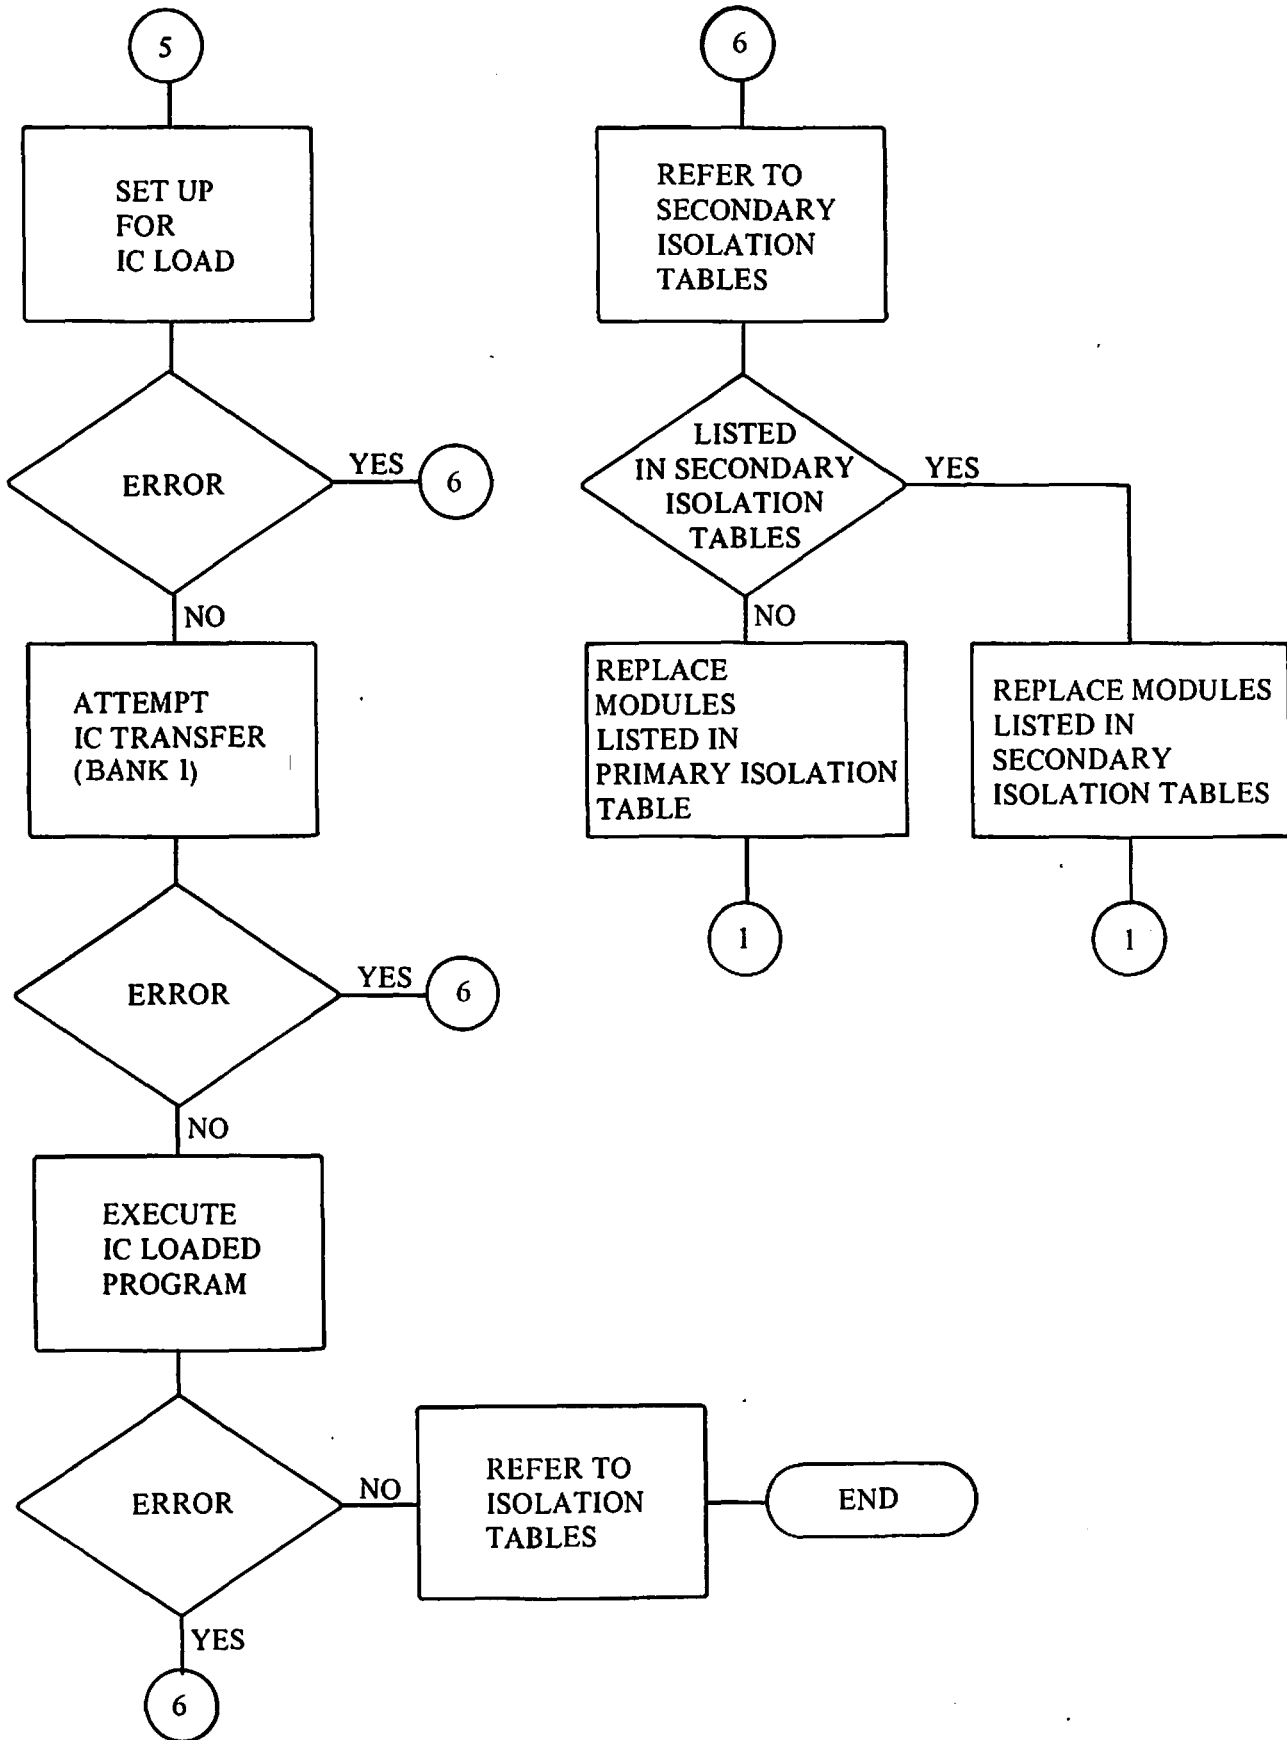 5
SET UP
FOR
IC LOAD
ERROR
YES
6
NO
ATTEMPT
IC TRANSFER
(BANK 1)
ERROR
YES
6
NO
EXECUTE
IC LOADED
PROGRAM
ERROR
NO
REFER TO
ISOLATION
TABLES
END
YES
6
6
REFER TO
SECONDARY
ISOLATION
TABLES
LISTED
IN SECONDARY
ISOLATION
TABLES
YES
NO
REPLACE
MODULES
LISTED IN
PRIMARY ISOLATION
TABLE
1
REPLACE MODULES
LISTED IN
SECONDARY
ISOLATION TABLES
1